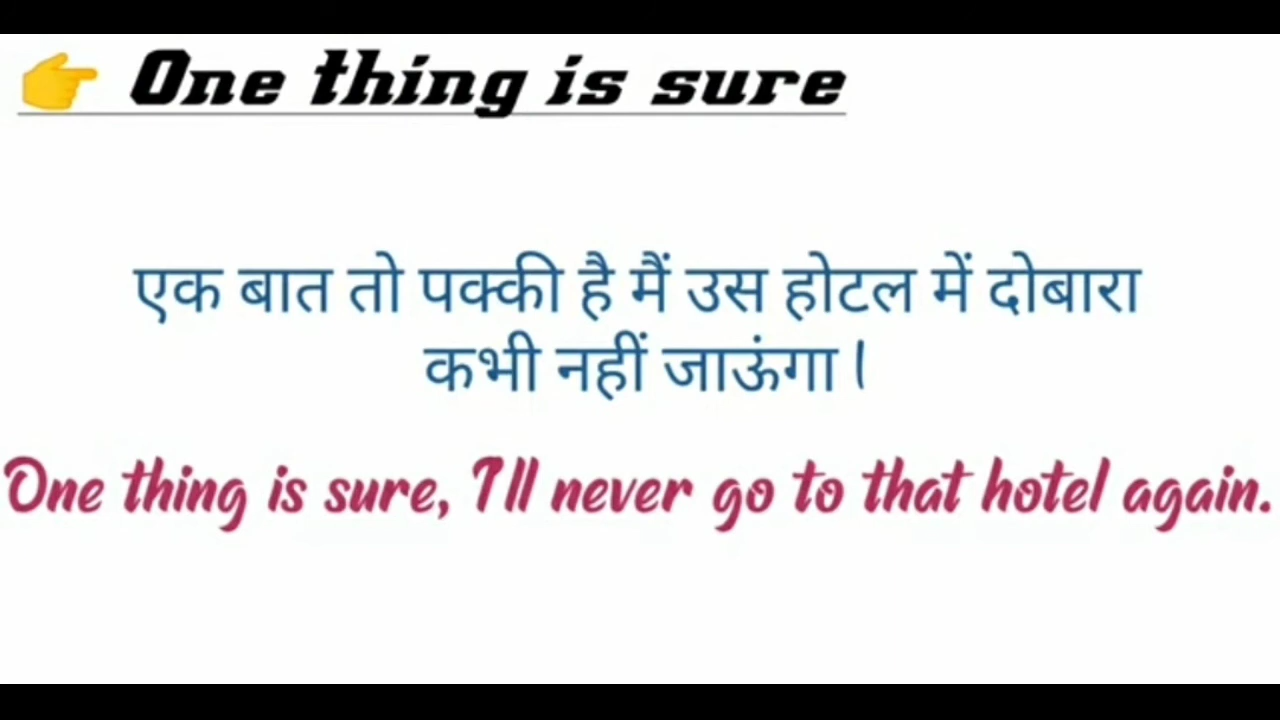 👉 One thing is sure
एक बात तो पक्की है मैं उस होटल में दोबारा
कभी नहीं जाऊंगा।
One thing is sure, I'll never go to that hotel again.